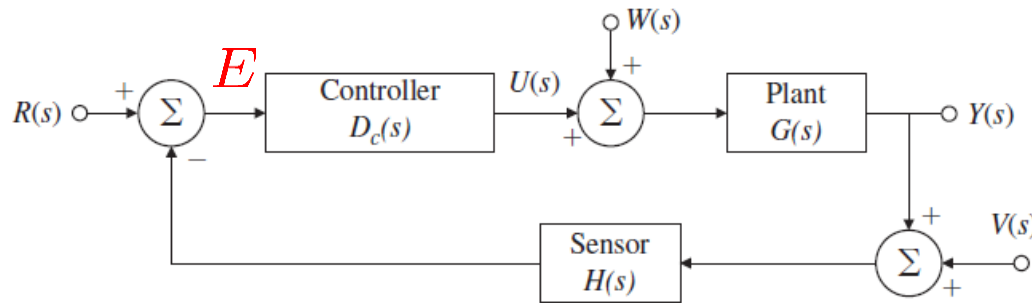 W(s)
E
+
R(s)
+
Σ
−
Controller
D_c(s)
U(s)
+
Σ
Plant
G(s)
Y(s)
+
Σ
V(s)
+
Sensor
H(s)